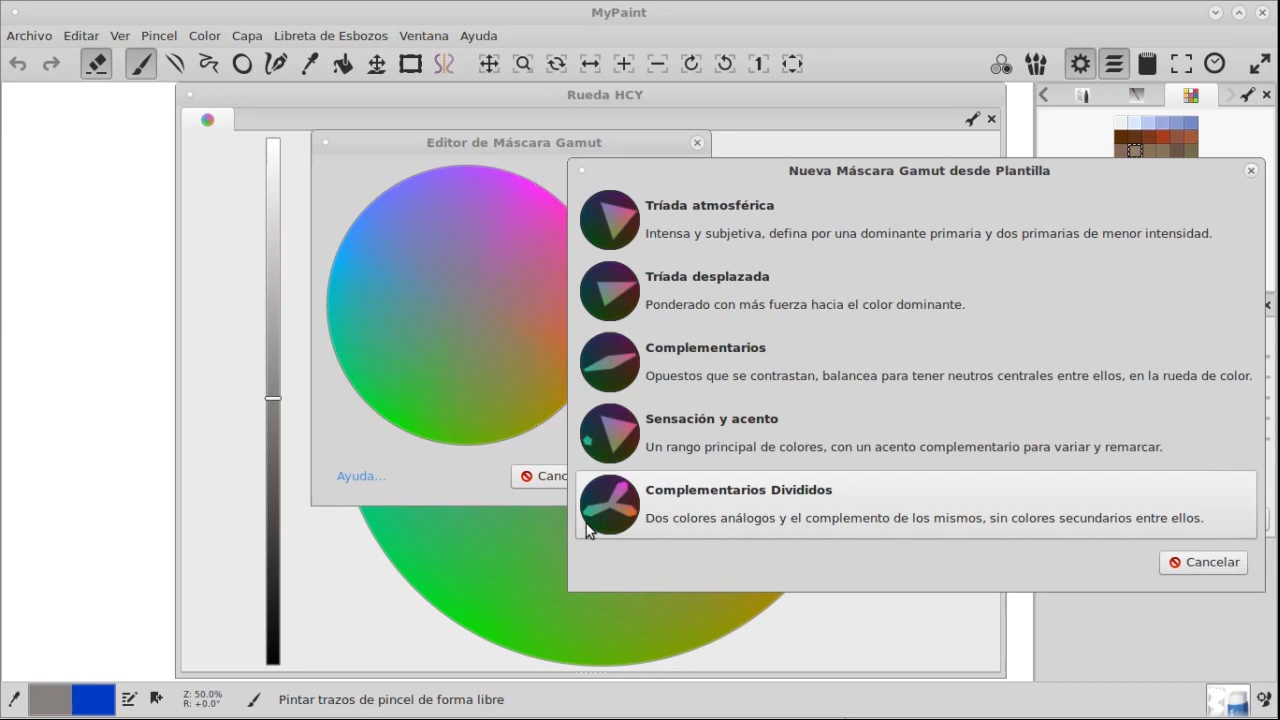 MyPaint
Archivo Editar Ver Pincel Color Capa Libreta de Esbozos Ventana Ayuda
Rueda HCY
Editor de Máscara Gamut
Nueva Máscara Gamut desde Plantilla
Tríada atmosférica
Intensa y subjetiva, defina por una dominante primaria y dos primarias de menor intensidad.
Tríada desplazada
Ponderado con más fuerza hacia el color dominante.
Complementarios
Opuestos que se contrastan, balancea para tener neutros centrales entre ellos, en la rueda de color.
Sensación y acento
Un rango principal de colores, con un acento complementario para variar y remarcar.
Ayuda...
Canc
Complementarios Divididos
Dos colores análogos y el complemento de los mismos, sin colores secundarios entre ellos.
Cancelar
Z: 50.0%
R: +0.0°
Pintar trazos de pincel de forma libre